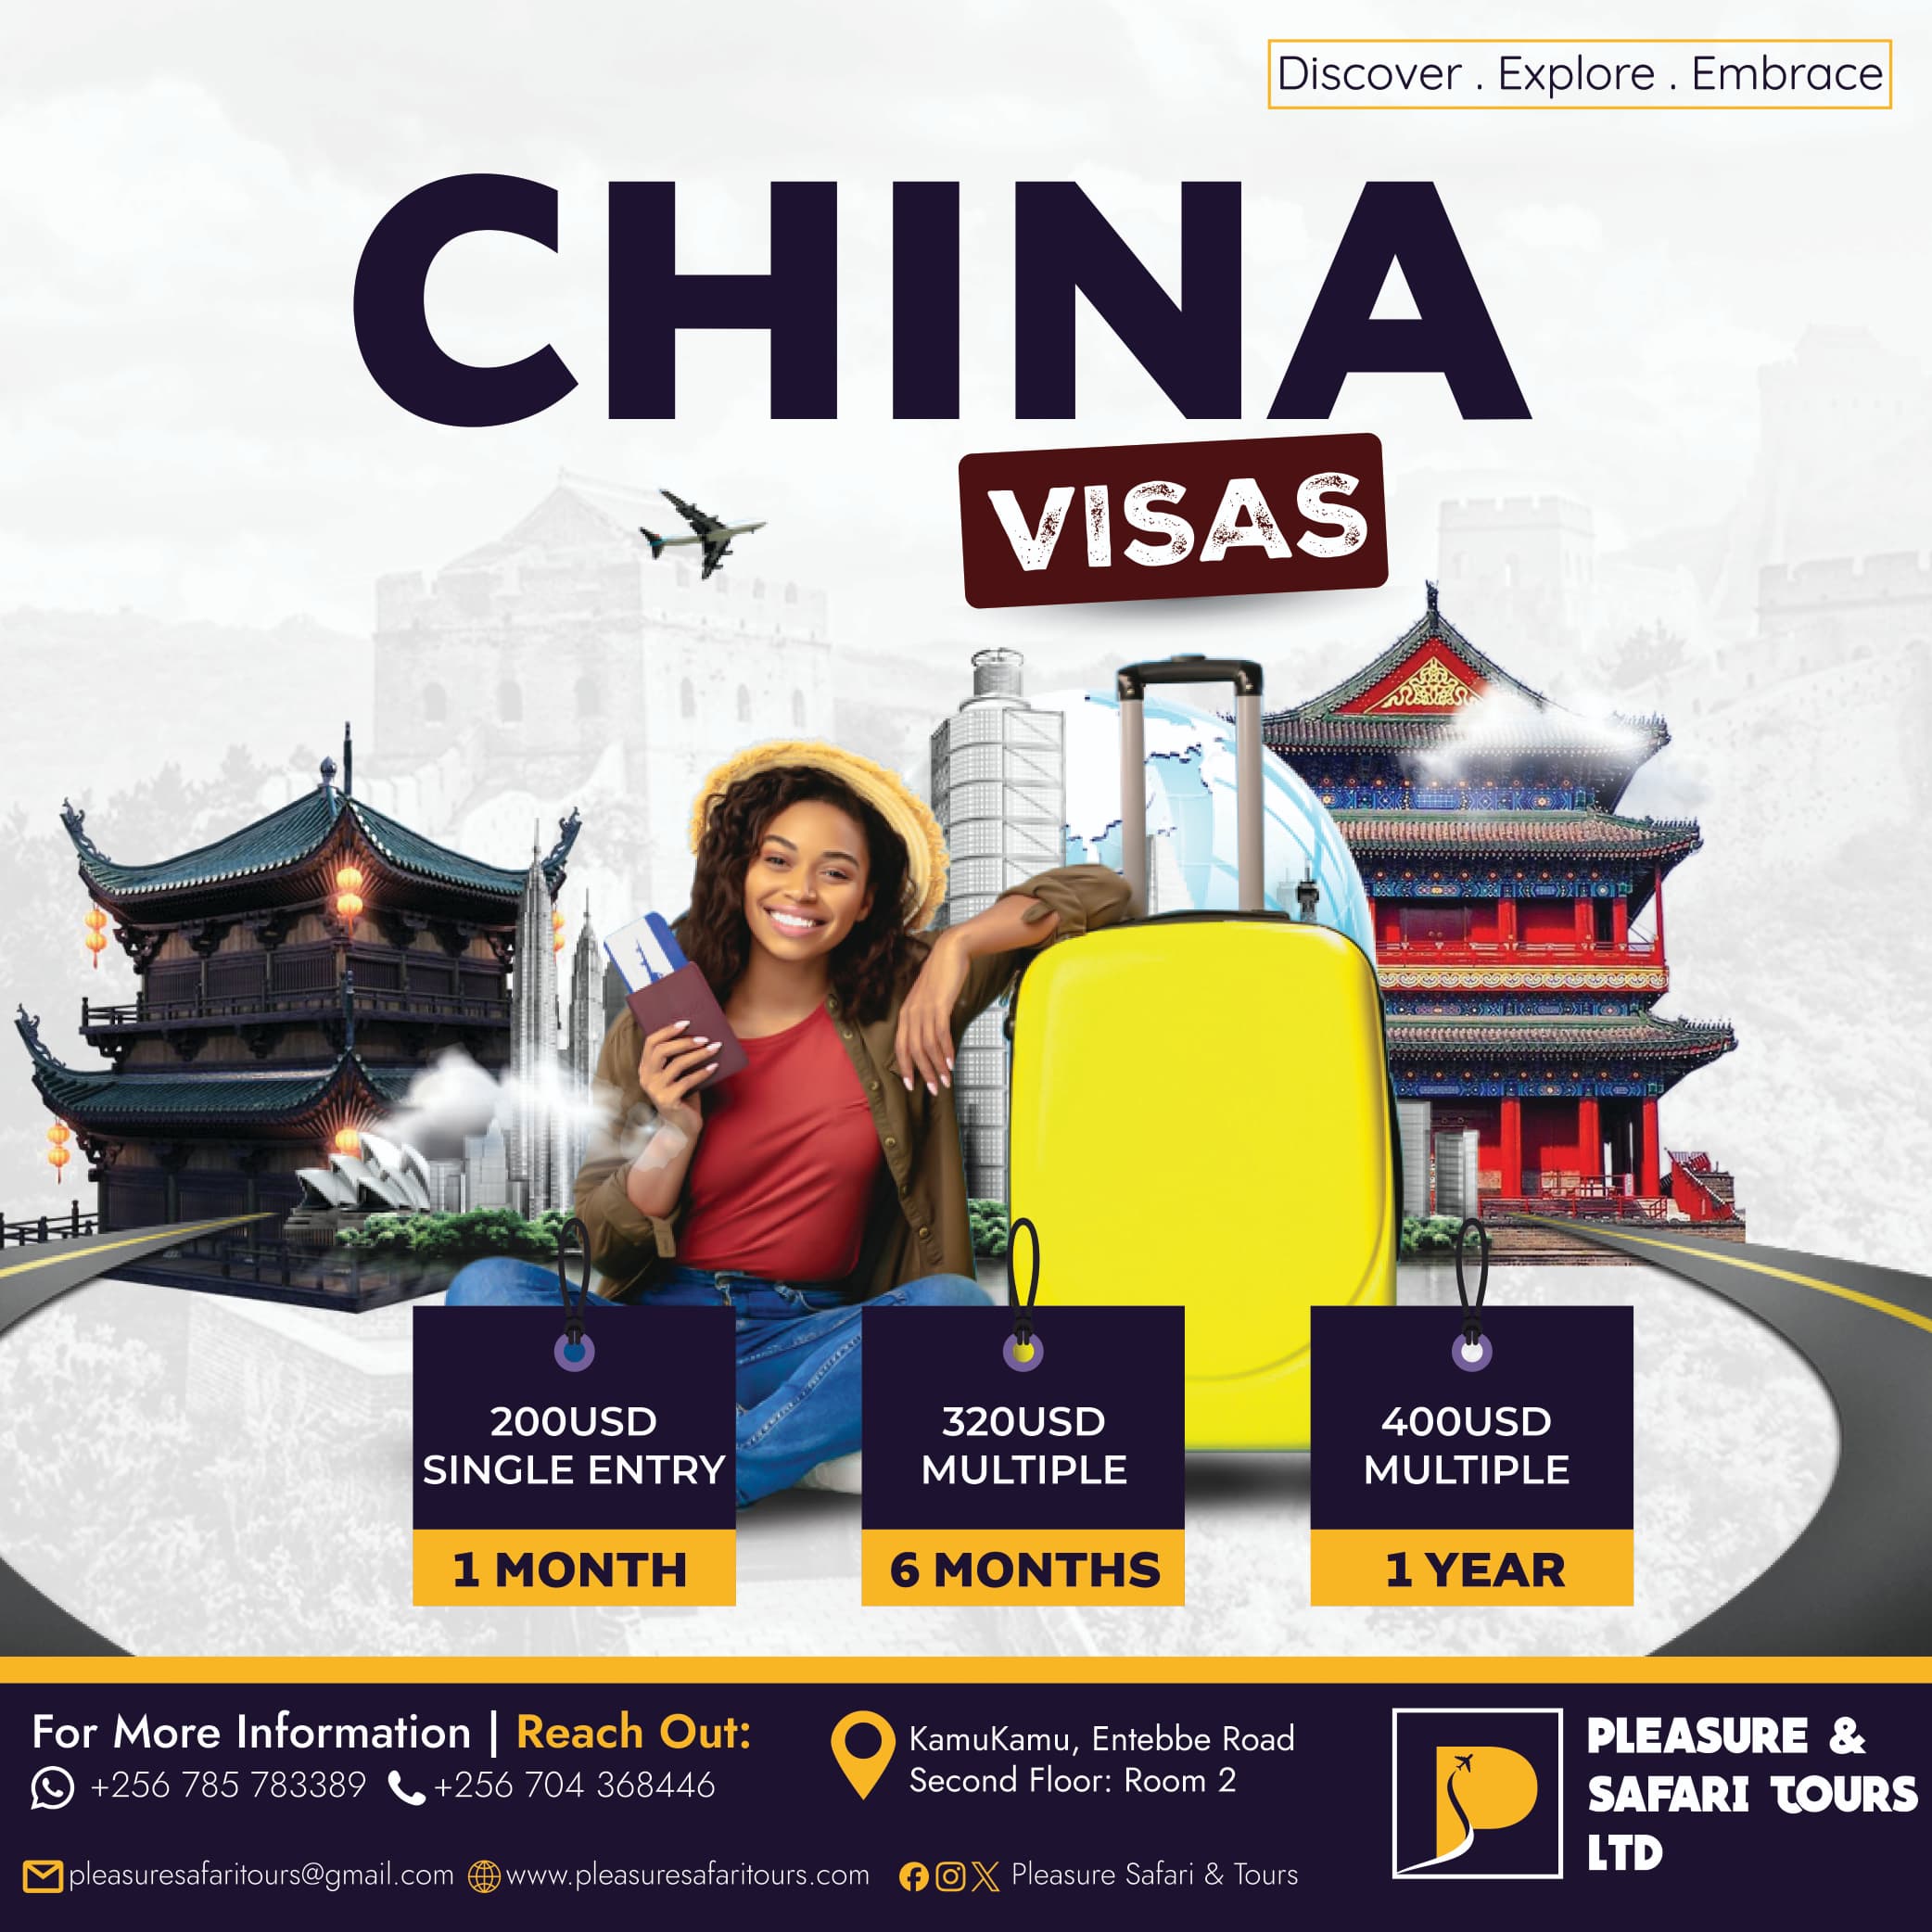 Discover . Explore . Embrace
CHINA
VISAS
200USD
SINGLE ENTRY
1 MONTH
320USD
MULTIPLE
6 MONTHS
400USD
MULTIPLE
1 YEAR
For More Information | Reach Out:
+256 785 783389 +256 704 368446
KamuKamu, Entebbe Road
Second Floor: Room 2
pleasuresafaritours@gmail.com www.pleasuresafaritours.com Pleasure Safari & Tours
PLEASURE &
SAFARI TOURS
LTD